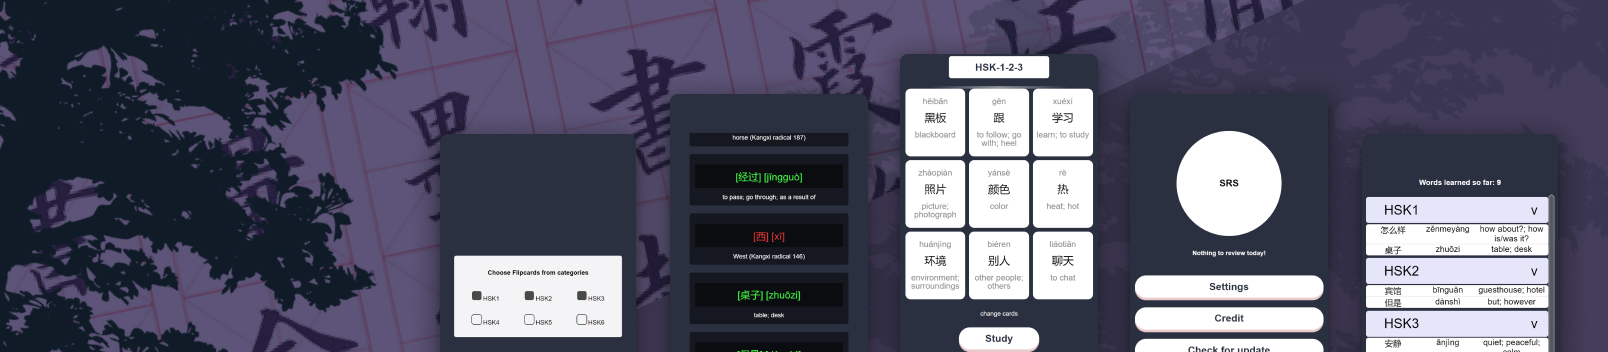 Choose Flipcards from categories
HSK1 HSK2 HSK3
HSK4 HSK5 HSK6
horse (Kangxi radical 187)
[经过] [jīngguò]
to pass; go through; as a result of
[西] [xī]
West (Kangxi radical 146)
[桌子] [zhuōzi]
table; desk
HSK-1-2-3
hēibǎn gēn xuéxí
黑板 跟 学习
blackboard to follow; go learn; to study
with; heel
zhàopiàn yánsè rè
照片 颜色 热
picture; color heat; hot
photograph
huánjìng biéren liáotiān
环境 别人 聊天
environment; other people; to chat
surroundings others
change cards
Study
SRS
Nothing to review today!
Settings
Credit
Check for update
Words learned so far: 9
HSK1 v
怎么样 zěnmeyàng how about?; how
is/was it?
桌子 zhuōzi table; desk
HSK2 v
宾馆 bīnguǎn guesthouse; hotel
但是 dànshì but; however
HSK3 v
安静 ānjìng quiet; peaceful;
calm